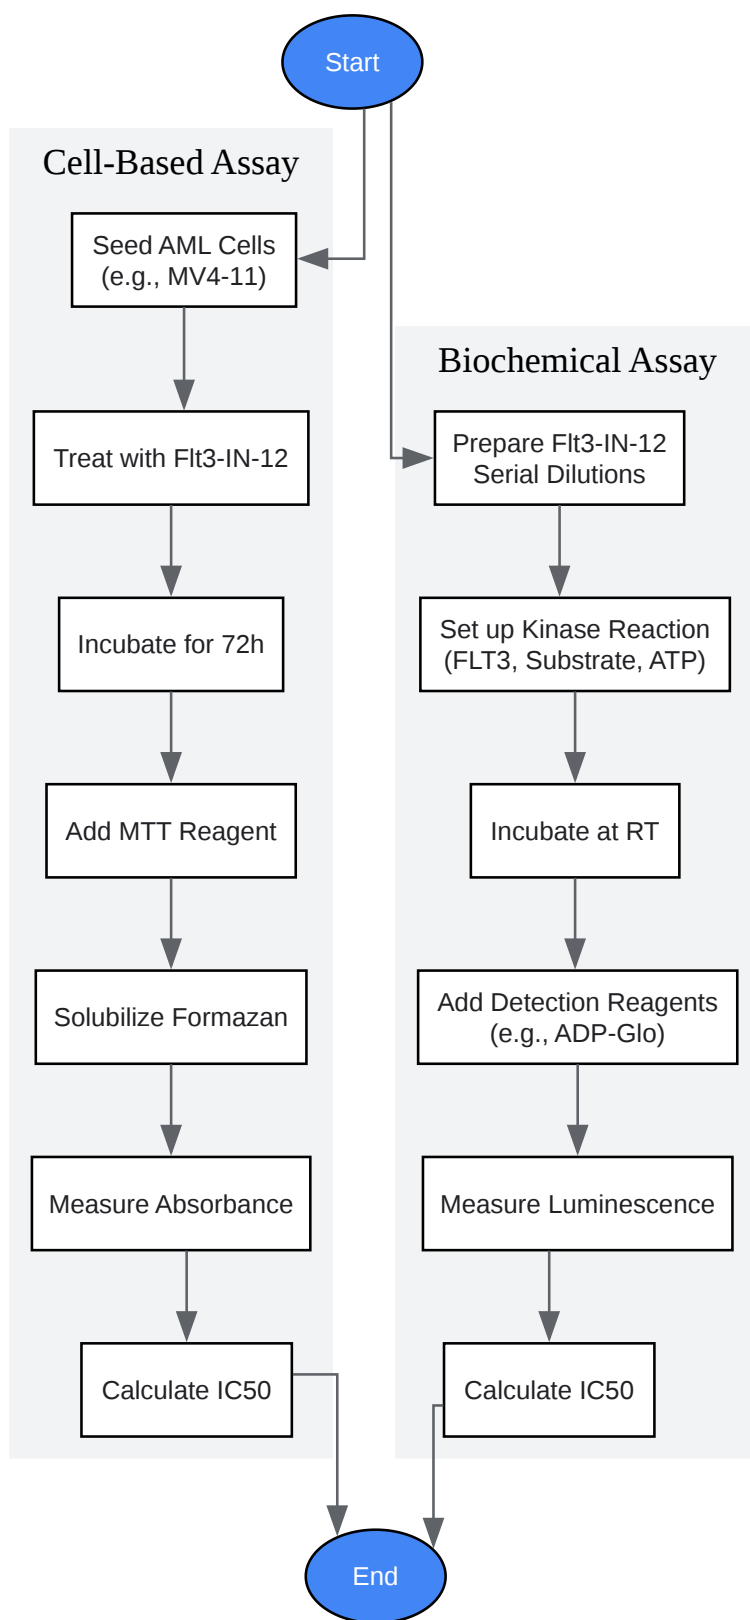 Start
Cell-Based Assay
Seed AML Cells
(e.g., MV4-11)
Treat with Flt3-IN-12
Incubate for 72h
Add MTT Reagent
Solubilize Formazan
Measure Absorbance
Calculate IC50
Biochemical Assay
Prepare Flt3-IN-12
Serial Dilutions
Set up Kinase Reaction
(FLT3, Substrate, ATP)
Incubate at RT
Add Detection Reagents
(e.g., ADP-Glo)
Measure Luminescence
Calculate IC50
End